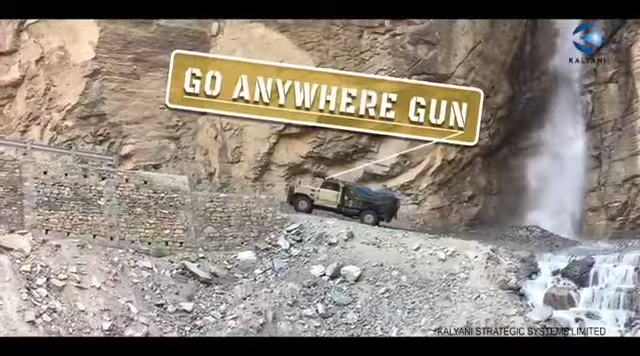 KALYANI
GO ANYWHERE GUN
KALYANI STRATEGIC SYSTEMS LIMITED